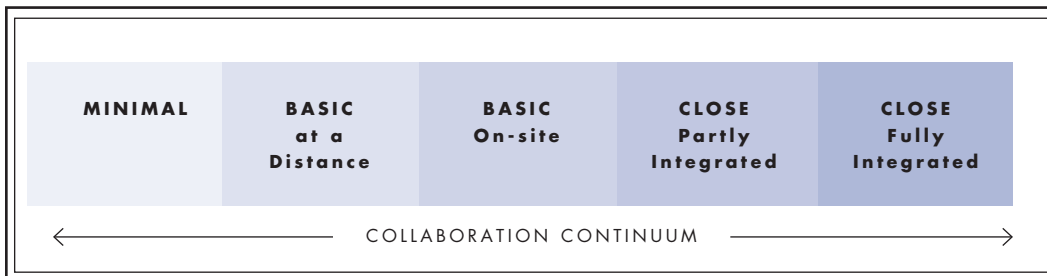 MINIMAL
BASIC
at a
Distance
BASIC
On-site
CLOSE
Partly
Integrated
CLOSE
Fully
Integrated
COLLABORATION CONTINUUM